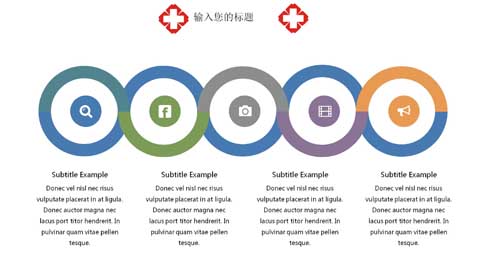 输入您的标题
Subtitle Example
Donec vel nisl nec risus
vulputate placerat in at ligula.
Donec auctor magna nec
lacus port titor hendrerit. In
pulvinar quam vitae pellen
tesque.
Subtitle Example
Donec vel nisl nec risus
vulputate placerat in at ligula.
Donec auctor magna nec
lacus port titor hendrerit. In
pulvinar quam vitae pellen
tesque.
Subtitle Example
Donec vel nisl nec risus
vulputate placerat in at ligula.
Donec auctor magna nec
lacus port titor hendrerit. In
pulvinar quam vitae pellen
tesque.
Subtitle Example
Donec vel nisl nec risus
vulputate placerat in at ligula.
Donec auctor magna nec
lacus port titor hendrerit. In
pulvinar quam vitae pellen
tesque.